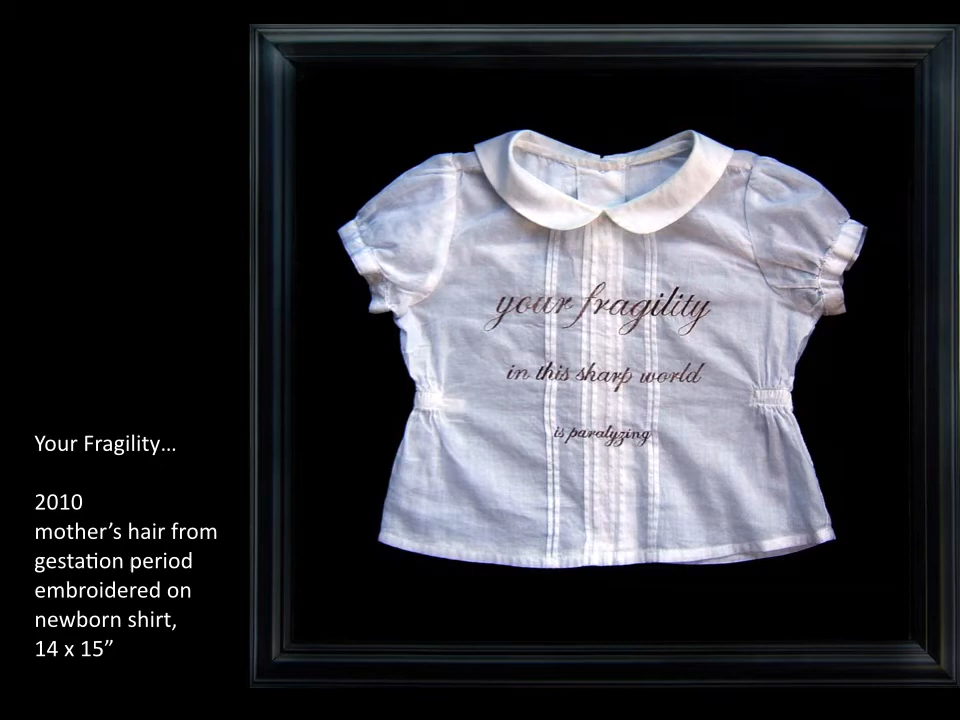 your fragility
in this sharp world
is paralyzing
Your Fragility…
2010
mother’s hair from
gestation period
embroidered on
newborn shirt,
14 x 15”